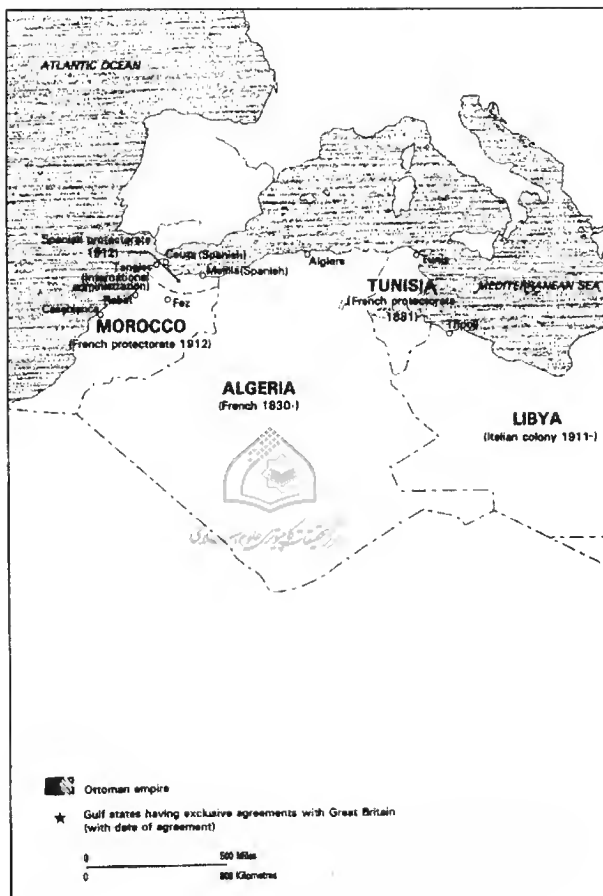 ATLANTIC OCEAN
Spanish protectorate
1912)
Ceuta (Spanish)
Tangier
(International
administration)
Melilla (Spanish)
Rabat
Casablanca
Fez
MOROCCO
(French protectorate 1912)
Algiers
Tunis
TUNISIA
(French protectorate
1881)
MEDITERRANEAN SEA
Tripoli
ALGERIA
(French 1830-)
LIBYA
(Italian colony 1911-)
Ottoman empire
Gulf states having exclusive agreements with Great Britain
(with date of agreement)
0 500 Miles
0 800 Kilometres